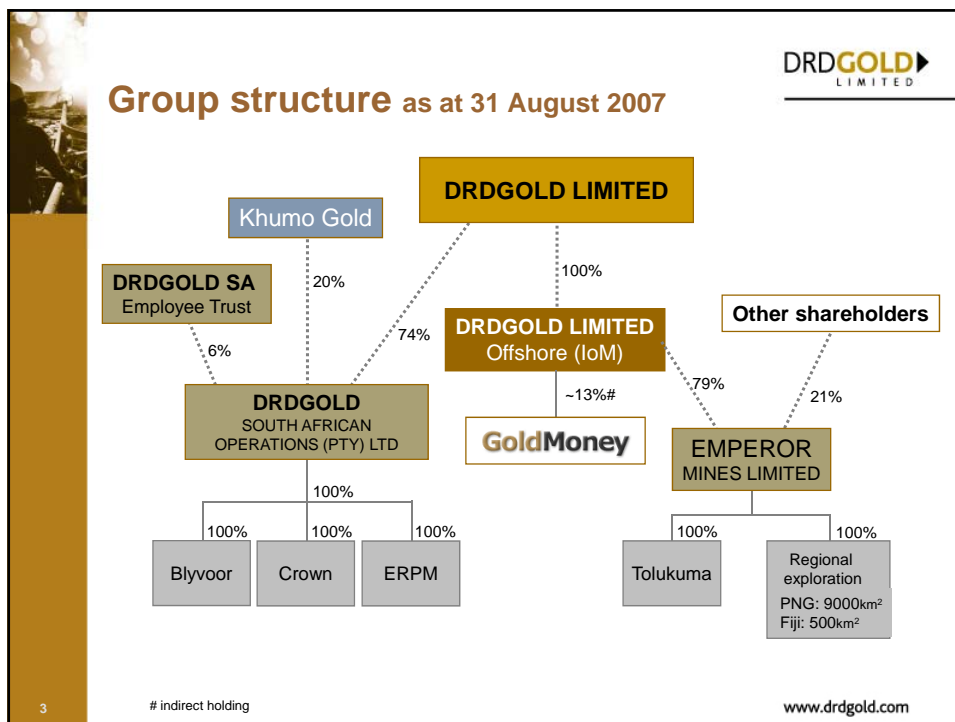 DRDGOLD
LIMITED
Group structure as at 31 August 2007
DRDGOLD LIMITED
Khumo Gold
DRDGOLD SA
Employee Trust
20%
100%
74%
6%
DRDGOLD LIMITED
Offshore (IoM)
Other shareholders
79%
21%
~13%#
DRDGOLD
SOUTH AFRICAN
OPERATIONS (PTY) LTD
GoldMoney
EMPEROR
MINES LIMITED
100%
100%
100%
100%
100%
100%
Blyvoor
Crown
ERPM
Tolukuma
Regional
exploration
PNG: 9000km²
Fiji: 500km²
3
# indirect holding
www.drdgold.com